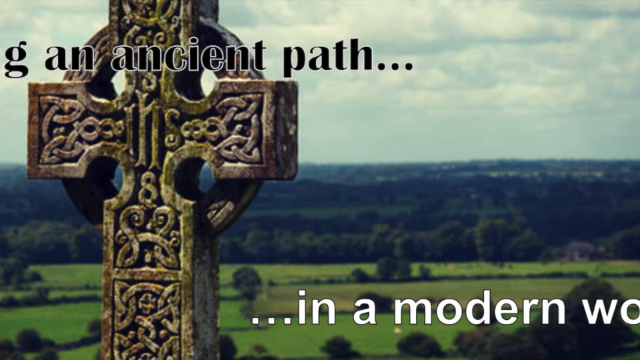 g an ancient path...
...in a modern wo